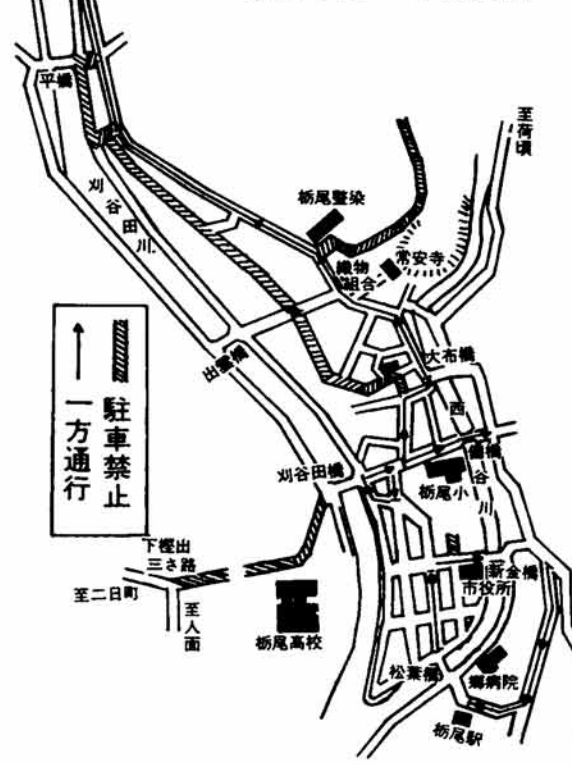 平橋
至荷頃
刈谷田川
栃尾整染
織物
組合
常安寺
大布橋
出雲橋
西谷川
駐車禁止
一方通行
刈谷田橋
栃尾小
下樫出
三さ路
至二日町
至人面
栃尾高校
新金橋
市役所
松葉橋
郷病院
栃尾駅